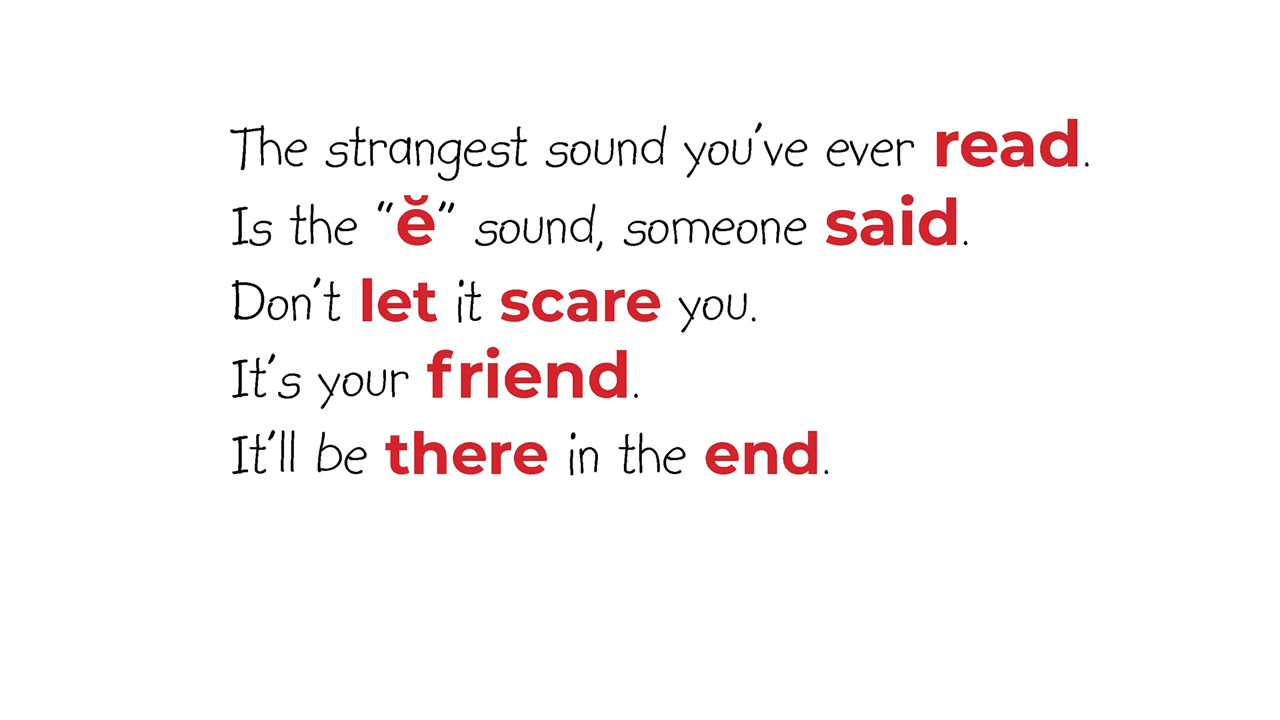 The strangest sound you've ever read.
Is the “ĕ” sound, someone said.
Don't let it scare you.
It's your friend.
It'll be there in the end.